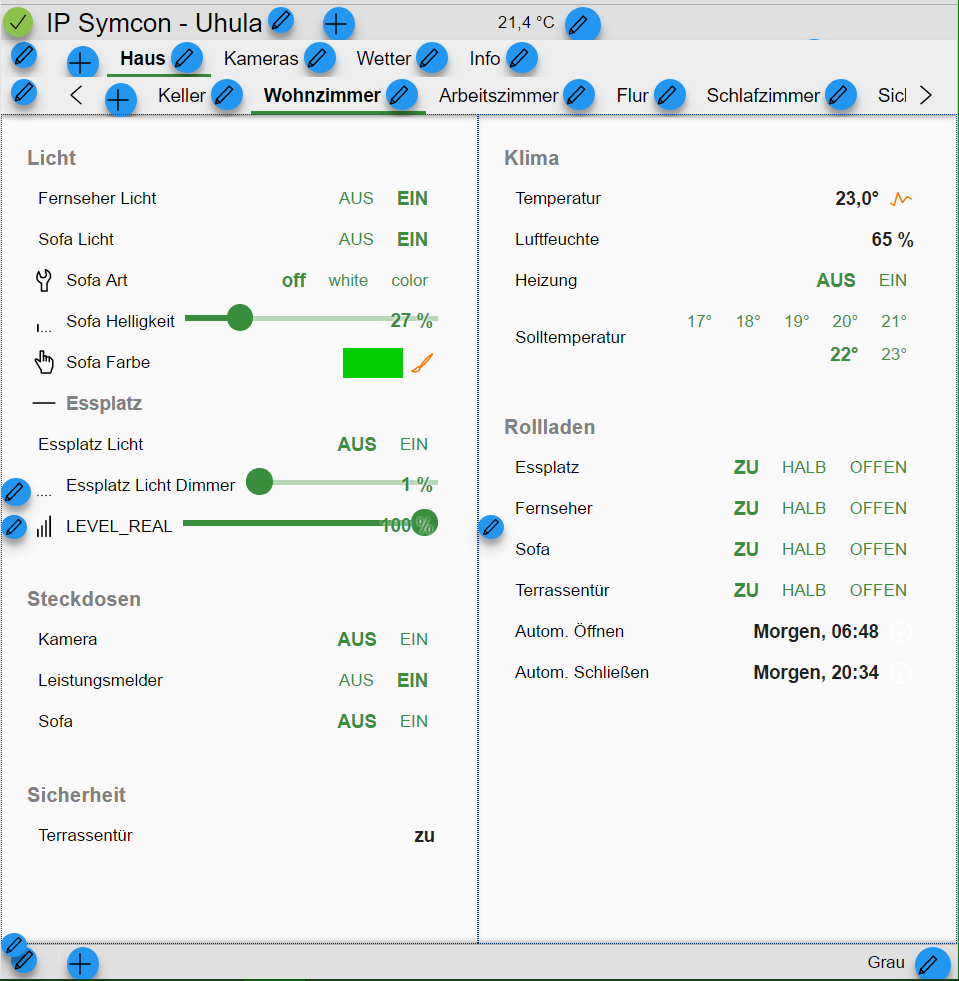 IP Symcon - Uhula 21,4 °C
Haus Kameras Wetter Info
Keller Wohnzimmer Arbeitszimmer Flur Schlafzimmer
Licht
Fernseher Licht AUS EIN
Sofa Licht AUS EIN
Sofa Art off white color
Sofa Helligkeit 27 %
Sofa Farbe
Essplatz
Essplatz Licht AUS EIN
Essplatz Licht Dimmer 1 %
LEVEL_REAL 100 %
Steckdosen
Kamera AUS EIN
Leistungsmelder AUS EIN
Sofa AUS EIN
Sicherheit
Terrassentür zu
Klima
Temperatur 23,0°
Luftfeuchte 65 %
Heizung AUS EIN
17° 18° 19° 20° 21°
Solltemperatur
22° 23°
Rollladen
Essplatz ZU HALB OFFEN
Fernseher ZU HALB OFFEN
Sofa ZU HALB OFFEN
Terrassentür ZU HALB OFFEN
Autom. Öffnen Morgen, 06:48
Autom. Schließen Morgen, 20:34
Grau